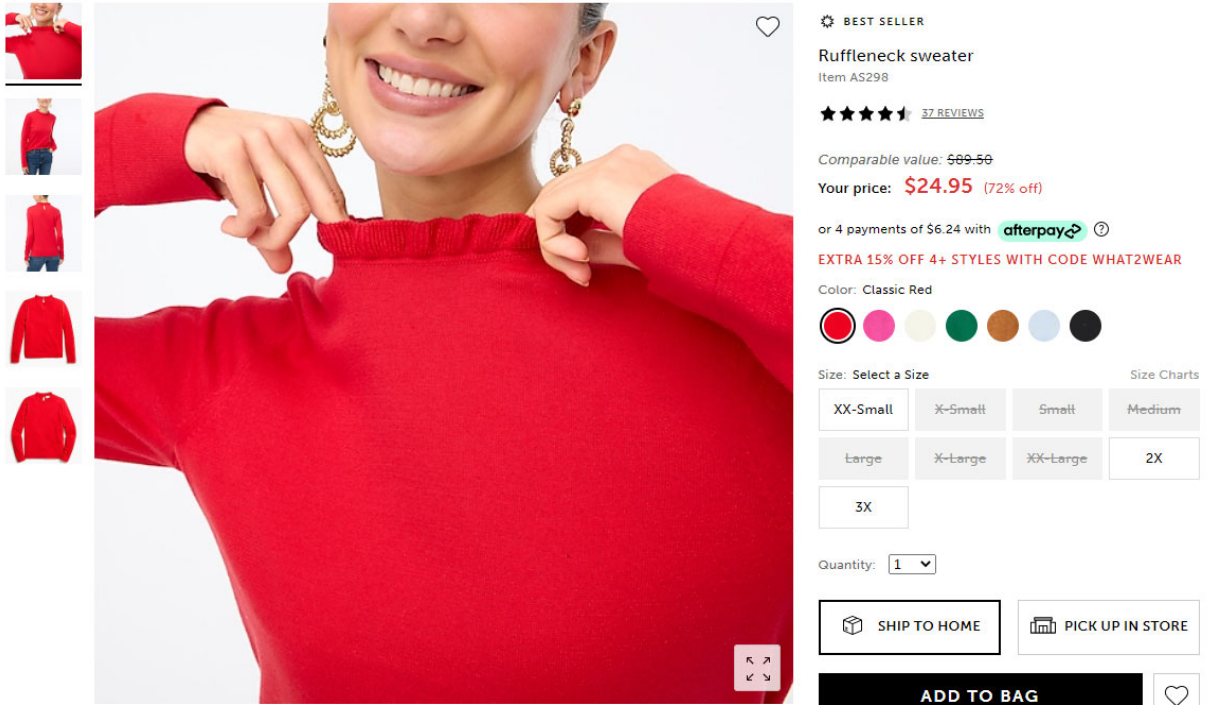 BEST SELLER
Ruffleneck sweater
Item AS298
37 REVIEWS
Comparable value: $89.50
Your price: $24.95 (72% off)
or 4 payments of $6.24 with afterpay ?
EXTRA 15% OFF 4+ STYLES WITH CODE WHAT2WEAR
Color: Classic Red
Size: Select a Size Size Charts
XX-Small X-Small Small Medium
Large X-Large XX-Large 2X
3X
Quantity: 1
SHIP TO HOME PICK UP IN STORE
ADD TO BAG